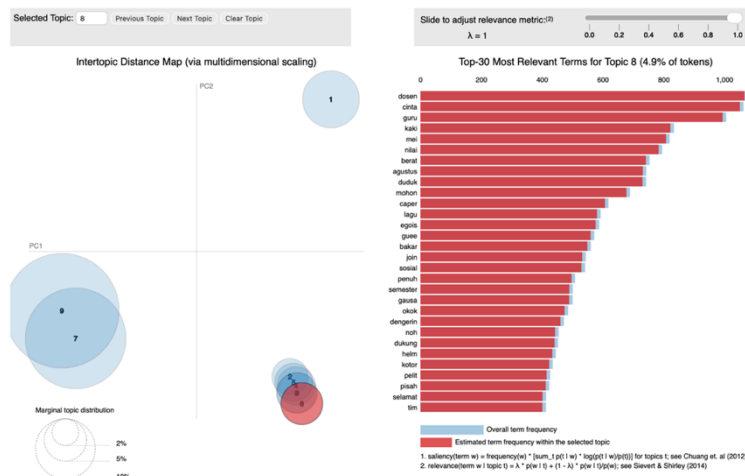 Selected Topic: 8 Previous Topic Next Topic Clear Topic
Slide to adjust relevance metric:(2)
λ = 1
0.0 0.2 0.4 0.6 0.8 1.0
Intertopic Distance Map (via multidimensional scaling)
PC2
PC1
1
9
7
2
8
Marginal topic distribution
2%
5%
10%
Top-30 Most Relevant Terms for Topic 8 (4.9% of tokens)
0 200 400 600 800 1,000
dosen
cinta
guru
kaki
mei
nilai
berat
agustus
duduk
mohon
caper
lagu
egois
guee
bakar
join
sosial
penuh
semester
gausa
okok
dengerin
noh
dukung
helm
kotor
pelit
pisah
selamat
tim
Overall term frequency
Estimated term frequency within the selected topic
1. saliency(term w) = frequency(w) * [sum_t p(t | w) * log(p(t | w)/p(t))] for topics t; see Chuang et. al (2012
2. relevance(term w | topic t) = λ * p(w | t) + (1 - λ) * p(w | t)/p(w); see Sievert & Shirley (2014)